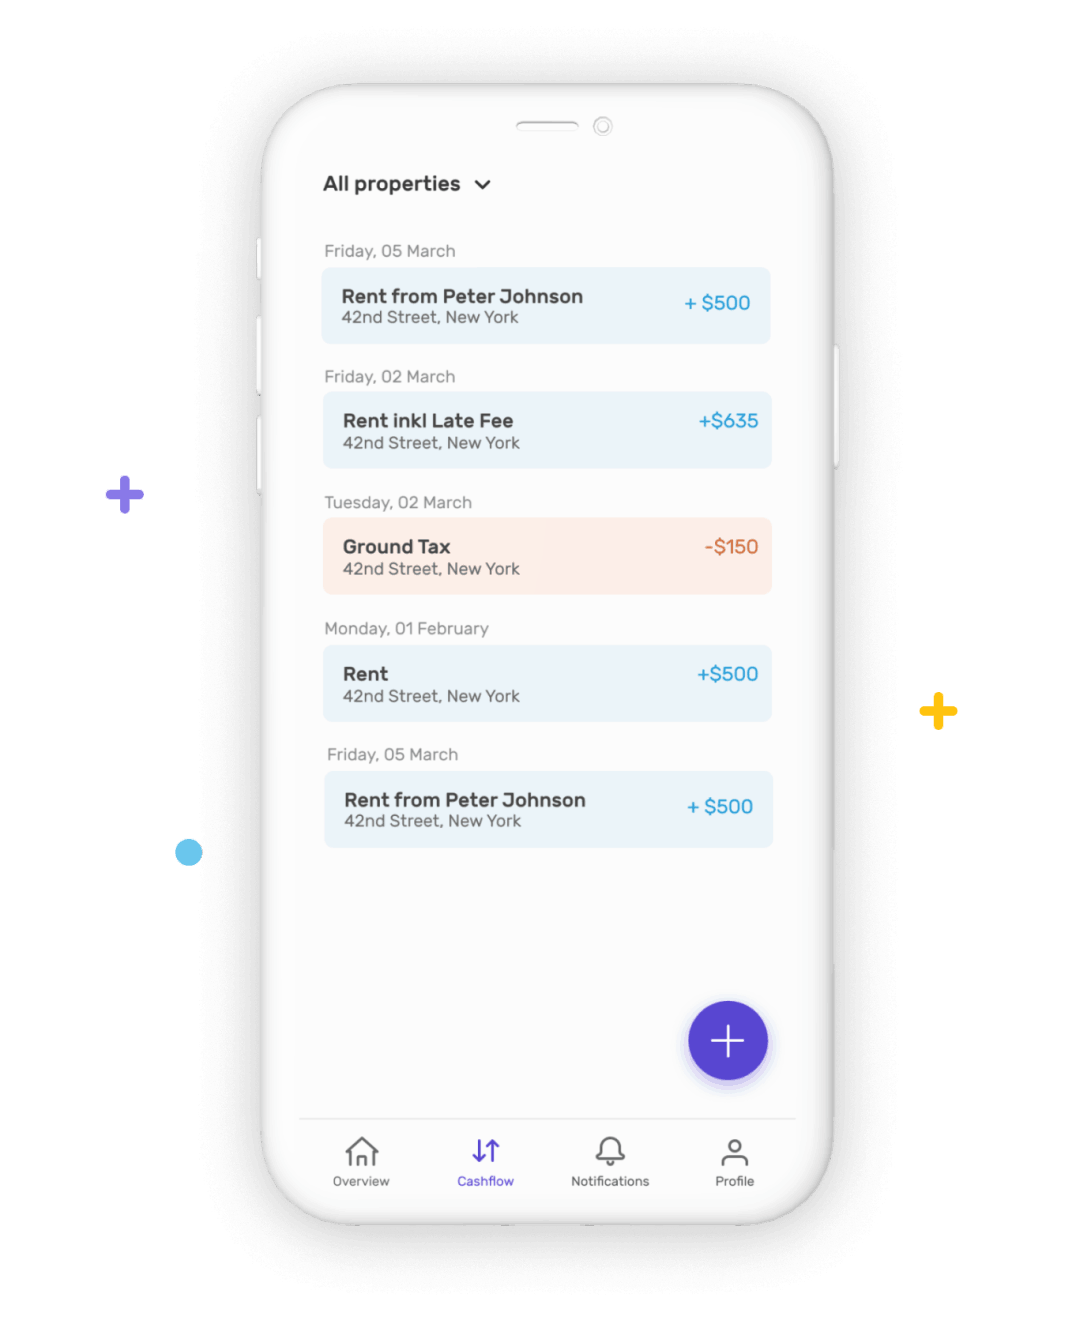 All properties
Friday, 05 March
Rent from Peter Johnson
+ $500
42nd Street, New York
Friday, 02 March
Rent inkl Late Fee
+$635
42nd Street, New York
Tuesday, 02 March
Ground Tax
-$150
42nd Street, New York
Monday, 01 February
Rent
+$500
42nd Street, New York
Friday, 05 March
Rent from Peter Johnson
+ $500
42nd Street, New York
Overview
Cashflow
Notifications
Profile